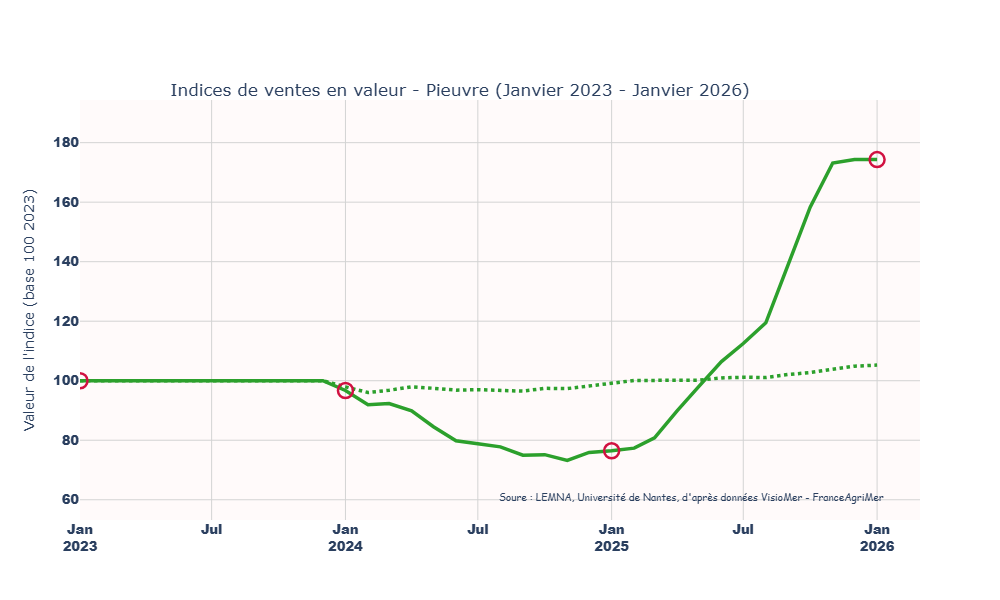 Indices de ventes en valeur - Pieuvre (Janvier 2023 - Janvier 2026)
Valeur de l'indice (base 100 2023)
180
160
140
120
100
80
60
Soure : LEMNA, Université de Nantes, d'après données VisioMer - FranceAgriMer
Jan Jul Jan Jul Jan Jul Jan
2023 2024 2025 2026